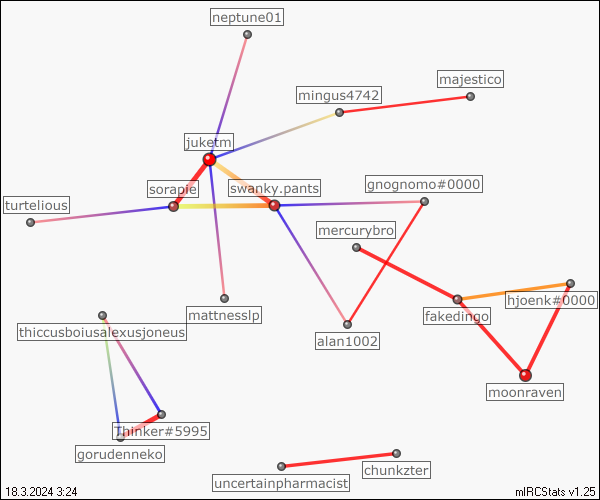 neptune01
majestico
mingus4742
juketm
sorapie
swanky.pants
gnognomo#0000
turtelious
mercurybro
hjoenk#0000
mattnesslp
fakedingo
thiccusboiusalexusjoneus
alan1002
moonraven
Thinker#5995
gorudenneko
chunkzter
uncertainpharmacist
18.3.2024 3:24
mIRCStats v1.25